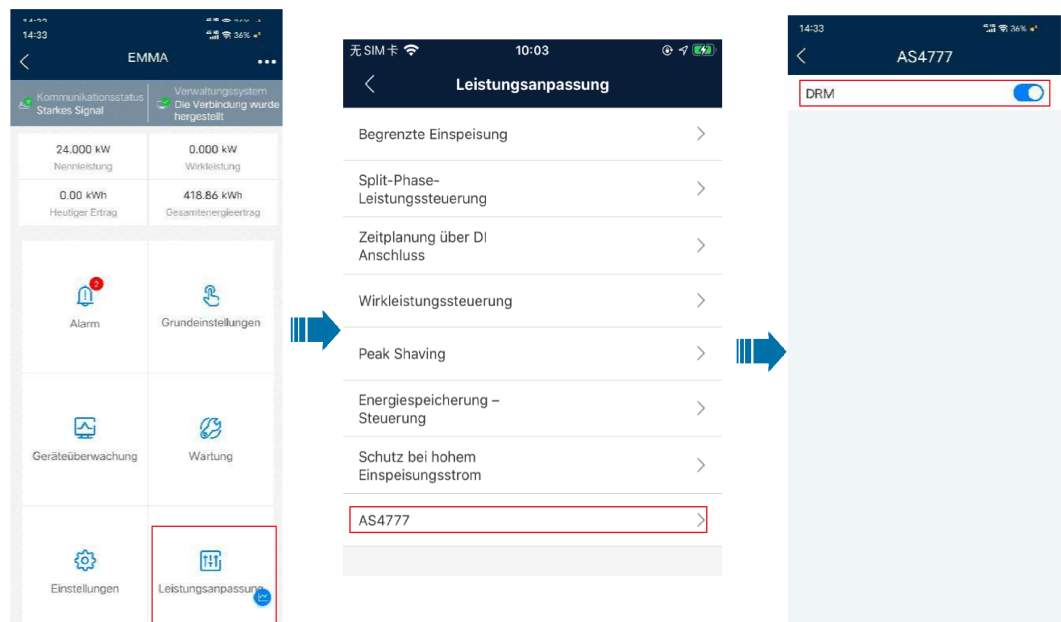 14:33
36%
EMMA
Kommunikationsstatus
Starkes Signal
Verwaltungssystem
Die Verbindung wurde
hergestellt
24.000 kW
Nennleistung
0.000 kW
Wirkleistung
0.00 kWh
Heutiger Ertrag
418.86 kWh
Gesamtenergieertrag
2
Alarm
Grundeinstellungen
Geräteüberwachung
Wartung
Einstellungen
Leistungsanpassung
无SIM卡
10:03
Leistungsanpassung
Begrenzte Einspeisung
Split-Phase-
Leistungssteuerung
Zeitplanung über DI
Anschluss
Wirkleistungssteuerung
Peak Shaving
Energiespeicherung –
Steuerung
Schutz bei hohem
Einspeisungsstrom
AS4777
14:33
36%
AS4777
DRM